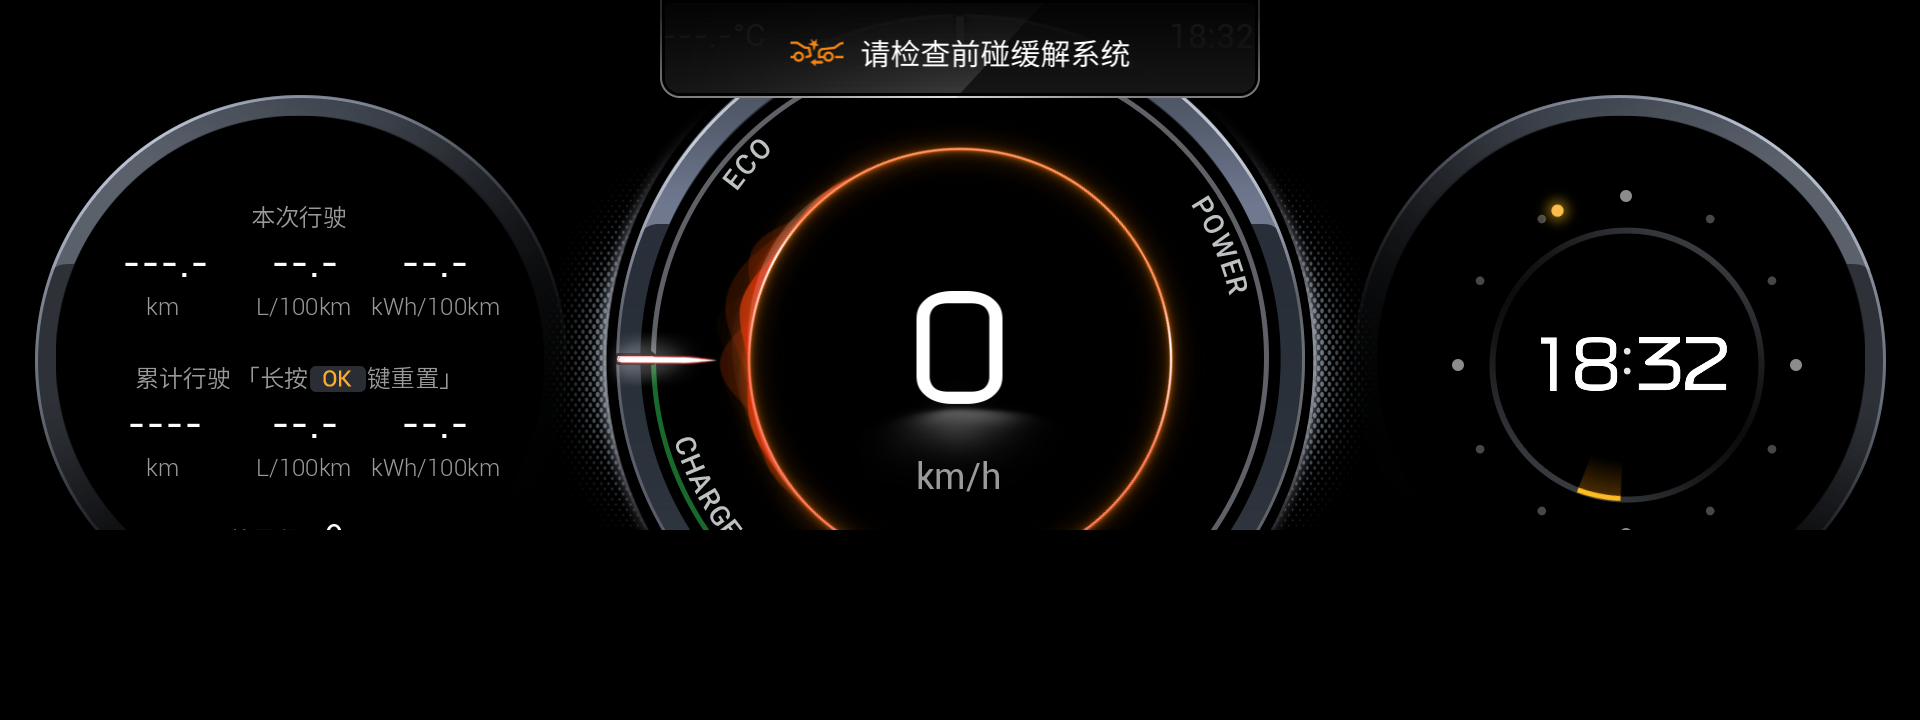 ---.-°C
18:32
请检查前碰缓解系统
ECO
POWER
CHARGE
本次行驶
---.- --.- --.-
km L/100km kWh/100km
累计行驶 「长按 OK 键重置」
---- --.- --.-
km L/100km kWh/100km
0
km/h
18:32